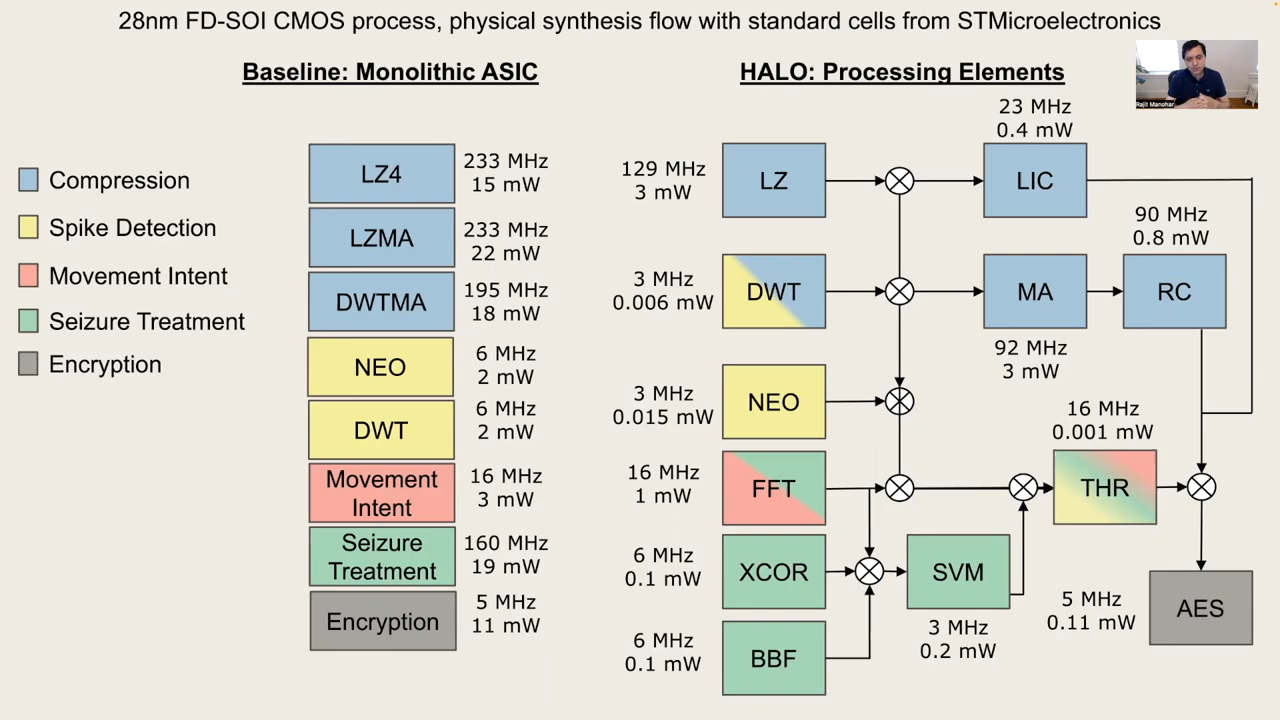 28nm FD-SOI CMOS process, physical synthesis flow with standard cells from STMicroelectronics
Baseline: Monolithic ASIC
HALO: Processing Elements
Rajit Manohar
Compression
Spike Detection
Movement Intent
Seizure Treatment
Encryption
LZ4
233 MHz
15 mW
LZMA
233 MHz
22 mW
DWTMA
195 MHz
18 mW
NEO
6 MHz
2 mW
DWT
6 MHz
2 mW
Movement
Intent
16 MHz
3 mW
Seizure
Treatment
160 MHz
19 mW
Encryption
5 MHz
11 mW
129 MHz
3 mW
LZ
23 MHz
0.4 mW
LIC
3 MHz
0.006 mW
DWT
MA
92 MHz
3 mW
90 MHz
0.8 mW
RC
3 MHz
0.015 mW
NEO
16 MHz
1 mW
FFT
16 MHz
0.001 mW
THR
6 MHz
0.1 mW
XCOR
SVM
3 MHz
0.2 mW
5 MHz
0.11 mW
AES
6 MHz
0.1 mW
BBF